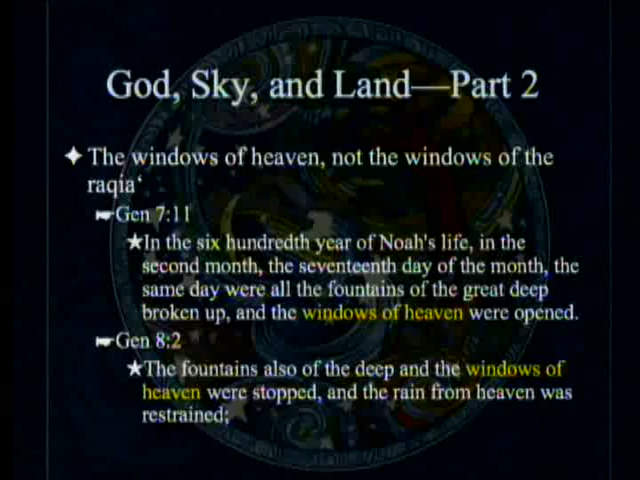 God, Sky, and Land—Part 2
The windows of heaven, not the windows of the
raqia‘
Gen 7:11
In the six hundredth year of Noah's life, in the
second month, the seventeenth day of the month, the
same day were all the fountains of the great deep
broken up, and the windows of heaven were opened.
Gen 8:2
The fountains also of the deep and the windows of
heaven were stopped, and the rain from heaven was
restrained;